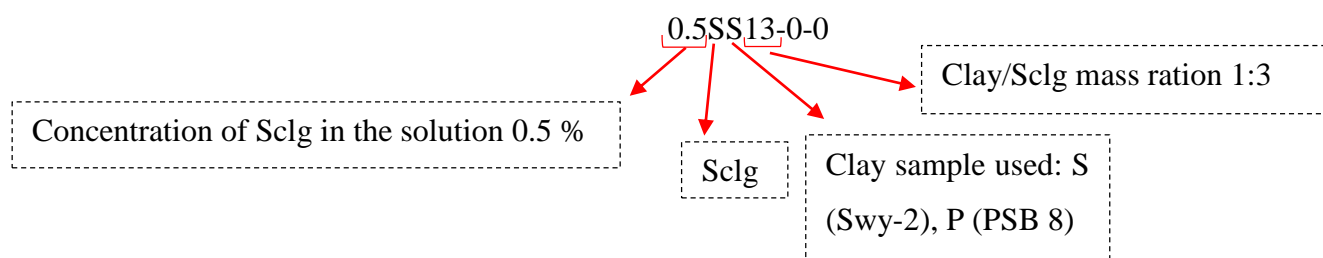 0.5SS13-0-0
Clay/Sclg mass ration 1:3
Concentration of Sclg in the solution 0.5 %
Sclg
Clay sample used: S
(Swy-2), P (PSB 8)